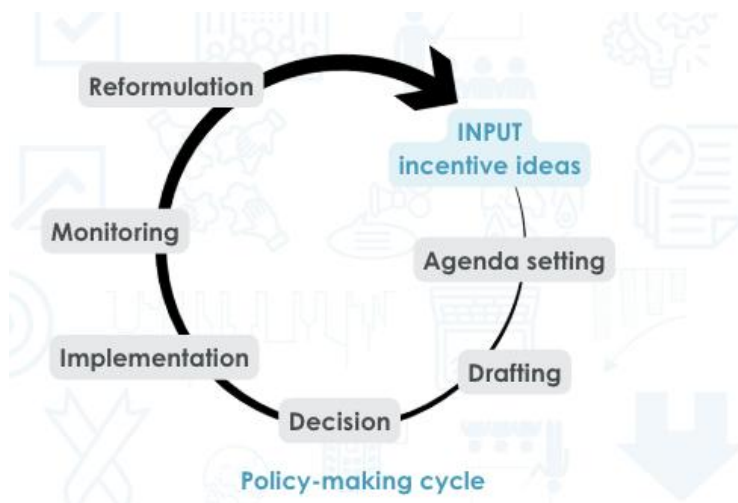 Reformulation
INPUT
incentive ideas
Monitoring
Agenda setting
Implementation
Drafting
Decision
Policy-making cycle